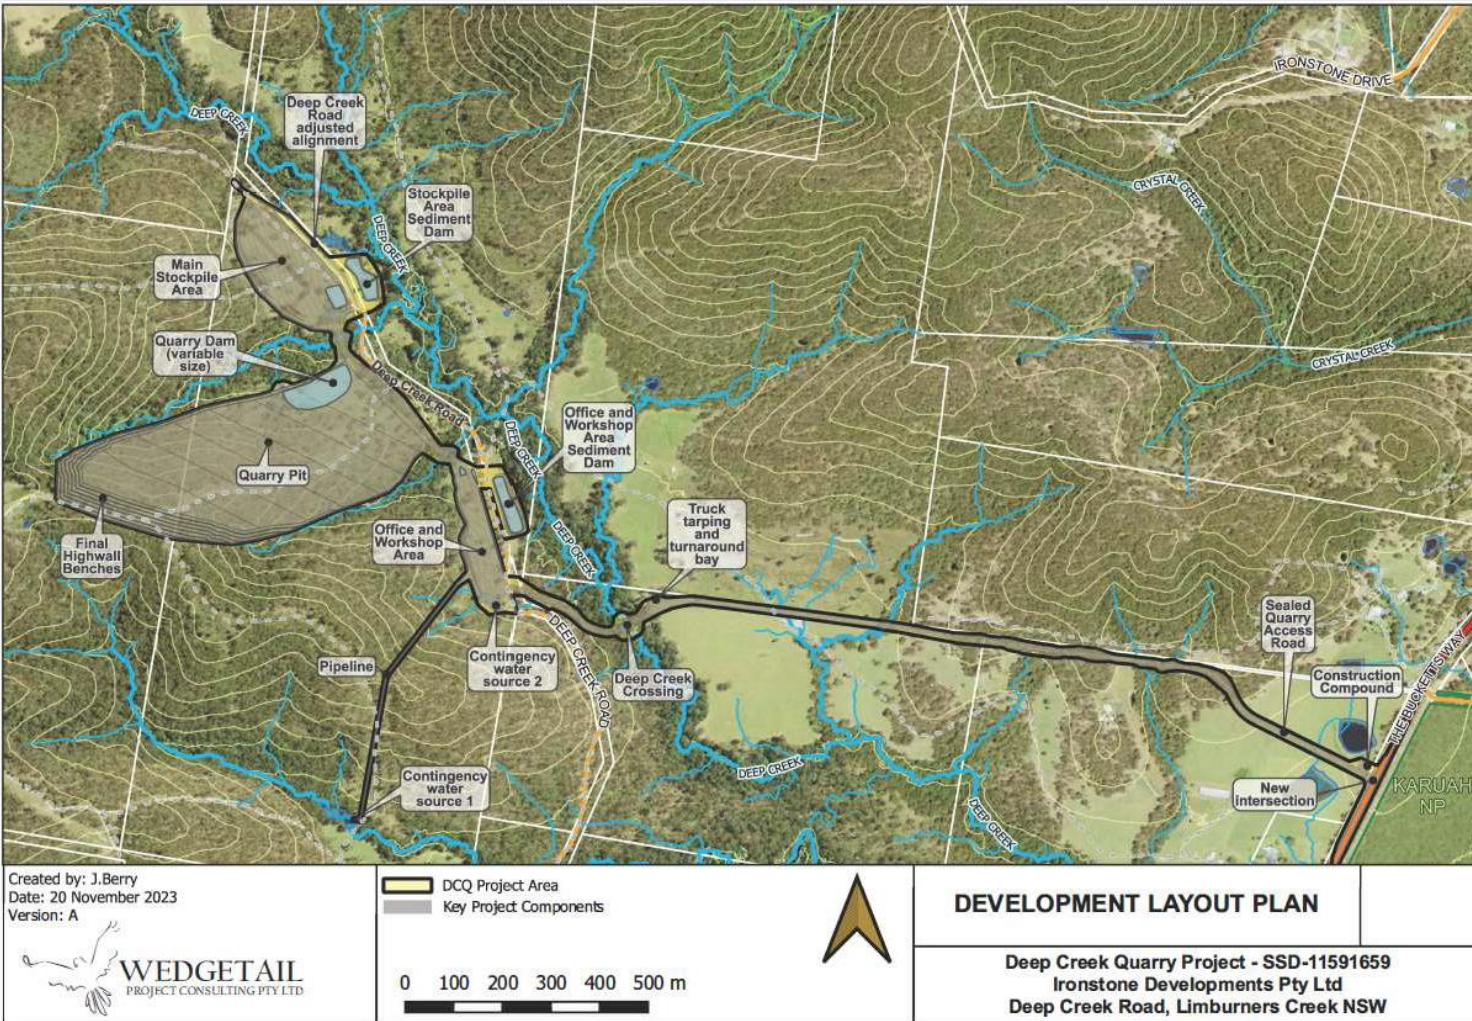 IRONSTONE DRIVE
DEEP CREEK
Deep Creek
Road
adjusted
alignment
CRYSTAL CREEK
Stockpile
Area
Sediment
Dam
DEEP CREEK
Main
Stockpile
Area
Quarry Dam
(variable
size)
CRYSTAL CREEK
Deep Creek Road
Office and
Workshop
Area
Sediment
Dam
DEEP CREEK
Quarry Pit
Final
Highwall
Benches
Office and
Workshop
Area
DEEP CREEK
Truck
tarping
and
turnaround
bay
Sealed
Quarry
Access
Road
DEEP CREEK ROAD
Pipeline
Contingency
water
source 2
Deep Creek
Crossing
Construction
Compound
THE BUCKETTS WAY
DEEP CREEK
Contingency
water
source 1
New
intersection
KARUAH
NP
DEEP CREEK
Created by: J.Berry
Date: 20 November 2023
Version: A
WEDGETAIL
PROJECT CONSULTING PTY LTD
DCQ Project Area
Key Project Components
0 100 200 300 400 500 m
DEVELOPMENT LAYOUT PLAN
Deep Creek Quarry Project - SSD-11591659
Ironstone Developments Pty Ltd
Deep Creek Road, Limburners Creek NSW